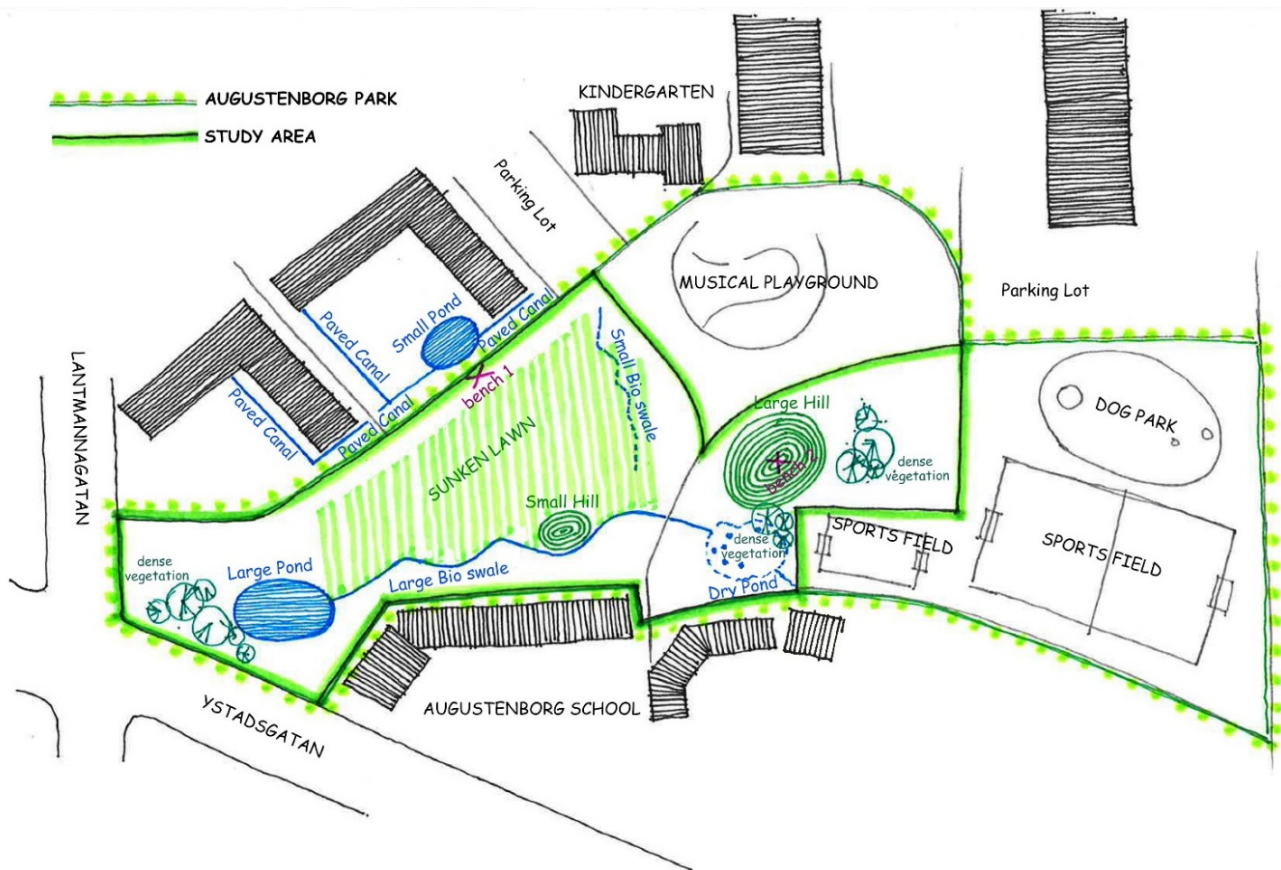 AUGUSTENBORG PARK
STUDY AREA
KINDERGARTEN
Parking Lot
MUSICAL PLAYGROUND
Parking Lot
Small Pond
Paved Canal
Paved Canal
Paved Canal
Paved Canal
bench 1
Small Bio swale
LANTMANNAGATAN
SUNKEN LAWN
Large Hill
bench 2
dense
vegetation
DOG PARK
Small Hill
SPORTS FIELD
SPORTS FIELD
dense
vegetation
dense
vegetation
Large Pond
Large Bio swale
Dry Pond
AUGUSTENBORG SCHOOL
YSTADSGATAN